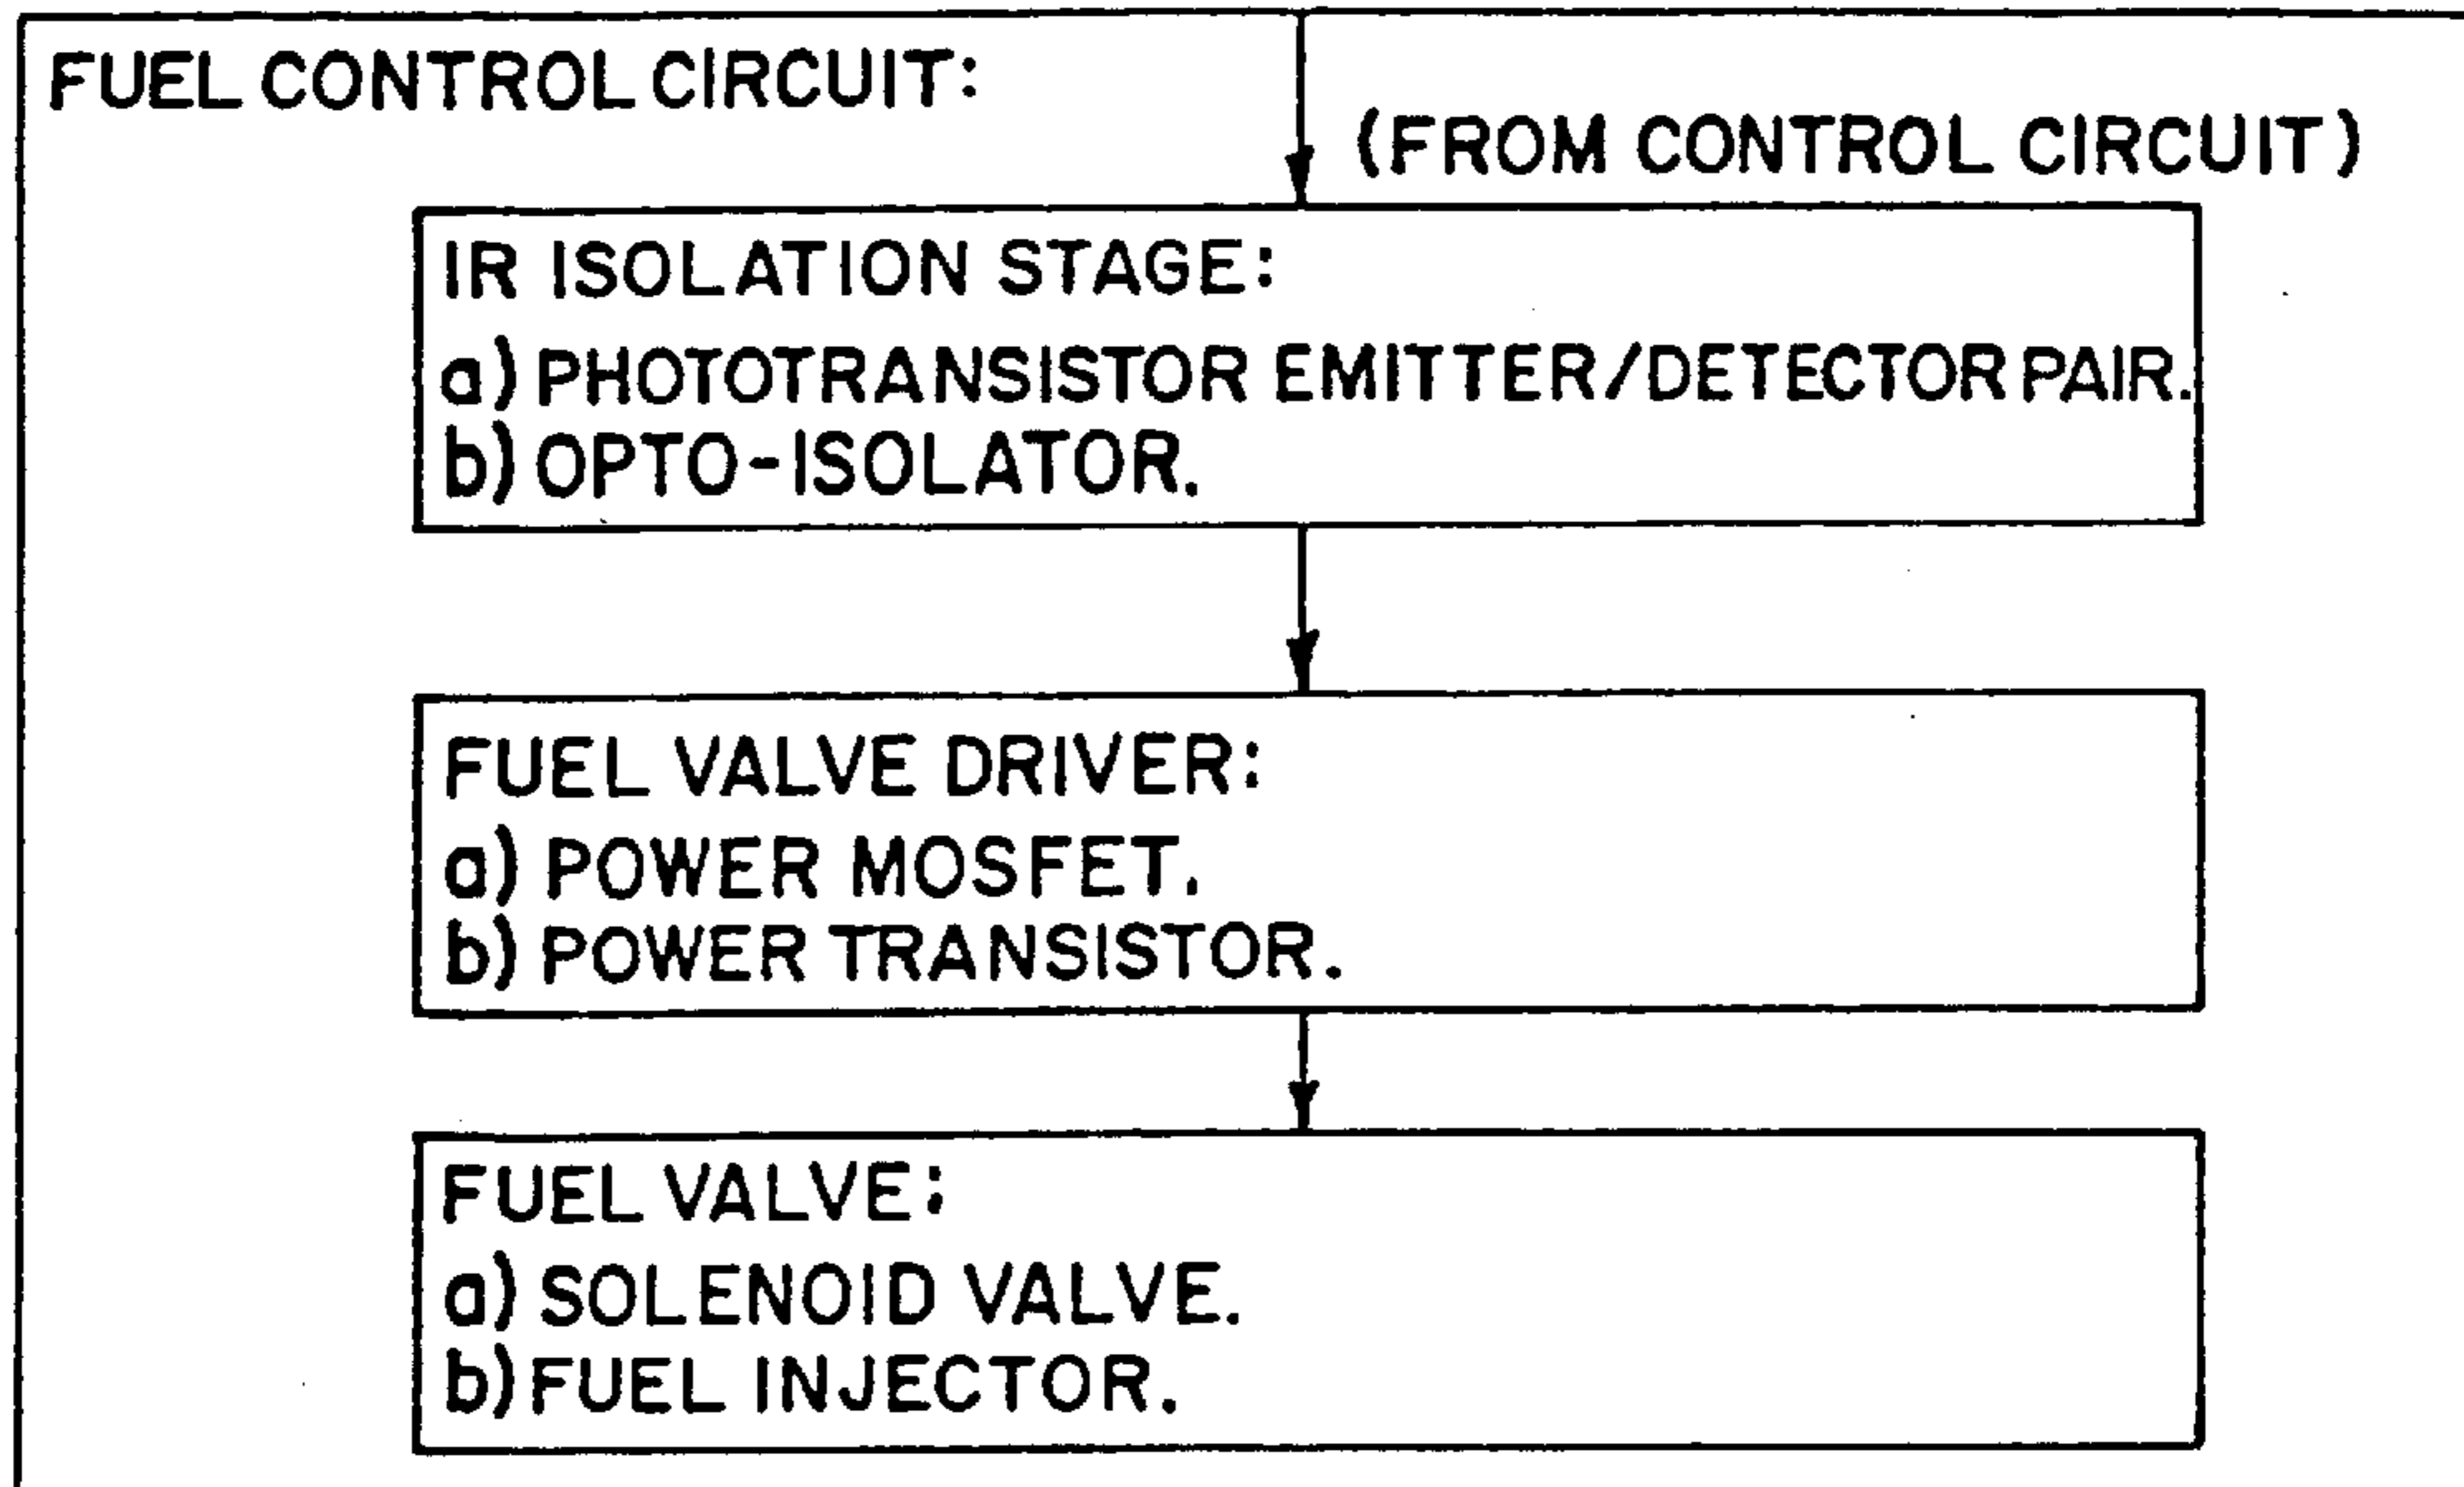 FUEL CONTROL CIRCUIT:
(FROM CONTROL CIRCUIT)
IR ISOLATION STAGE:
a) PHOTOTRANSISTOR EMITTER/DETECTOR PAIR.
b) OPTO-ISOLATOR.
FUEL VALVE DRIVER:
a) POWER MOSFET.
b) POWER TRANSISTOR.
FUEL VALVE:
a) SOLENOID VALVE.
b) FUEL INJECTOR.